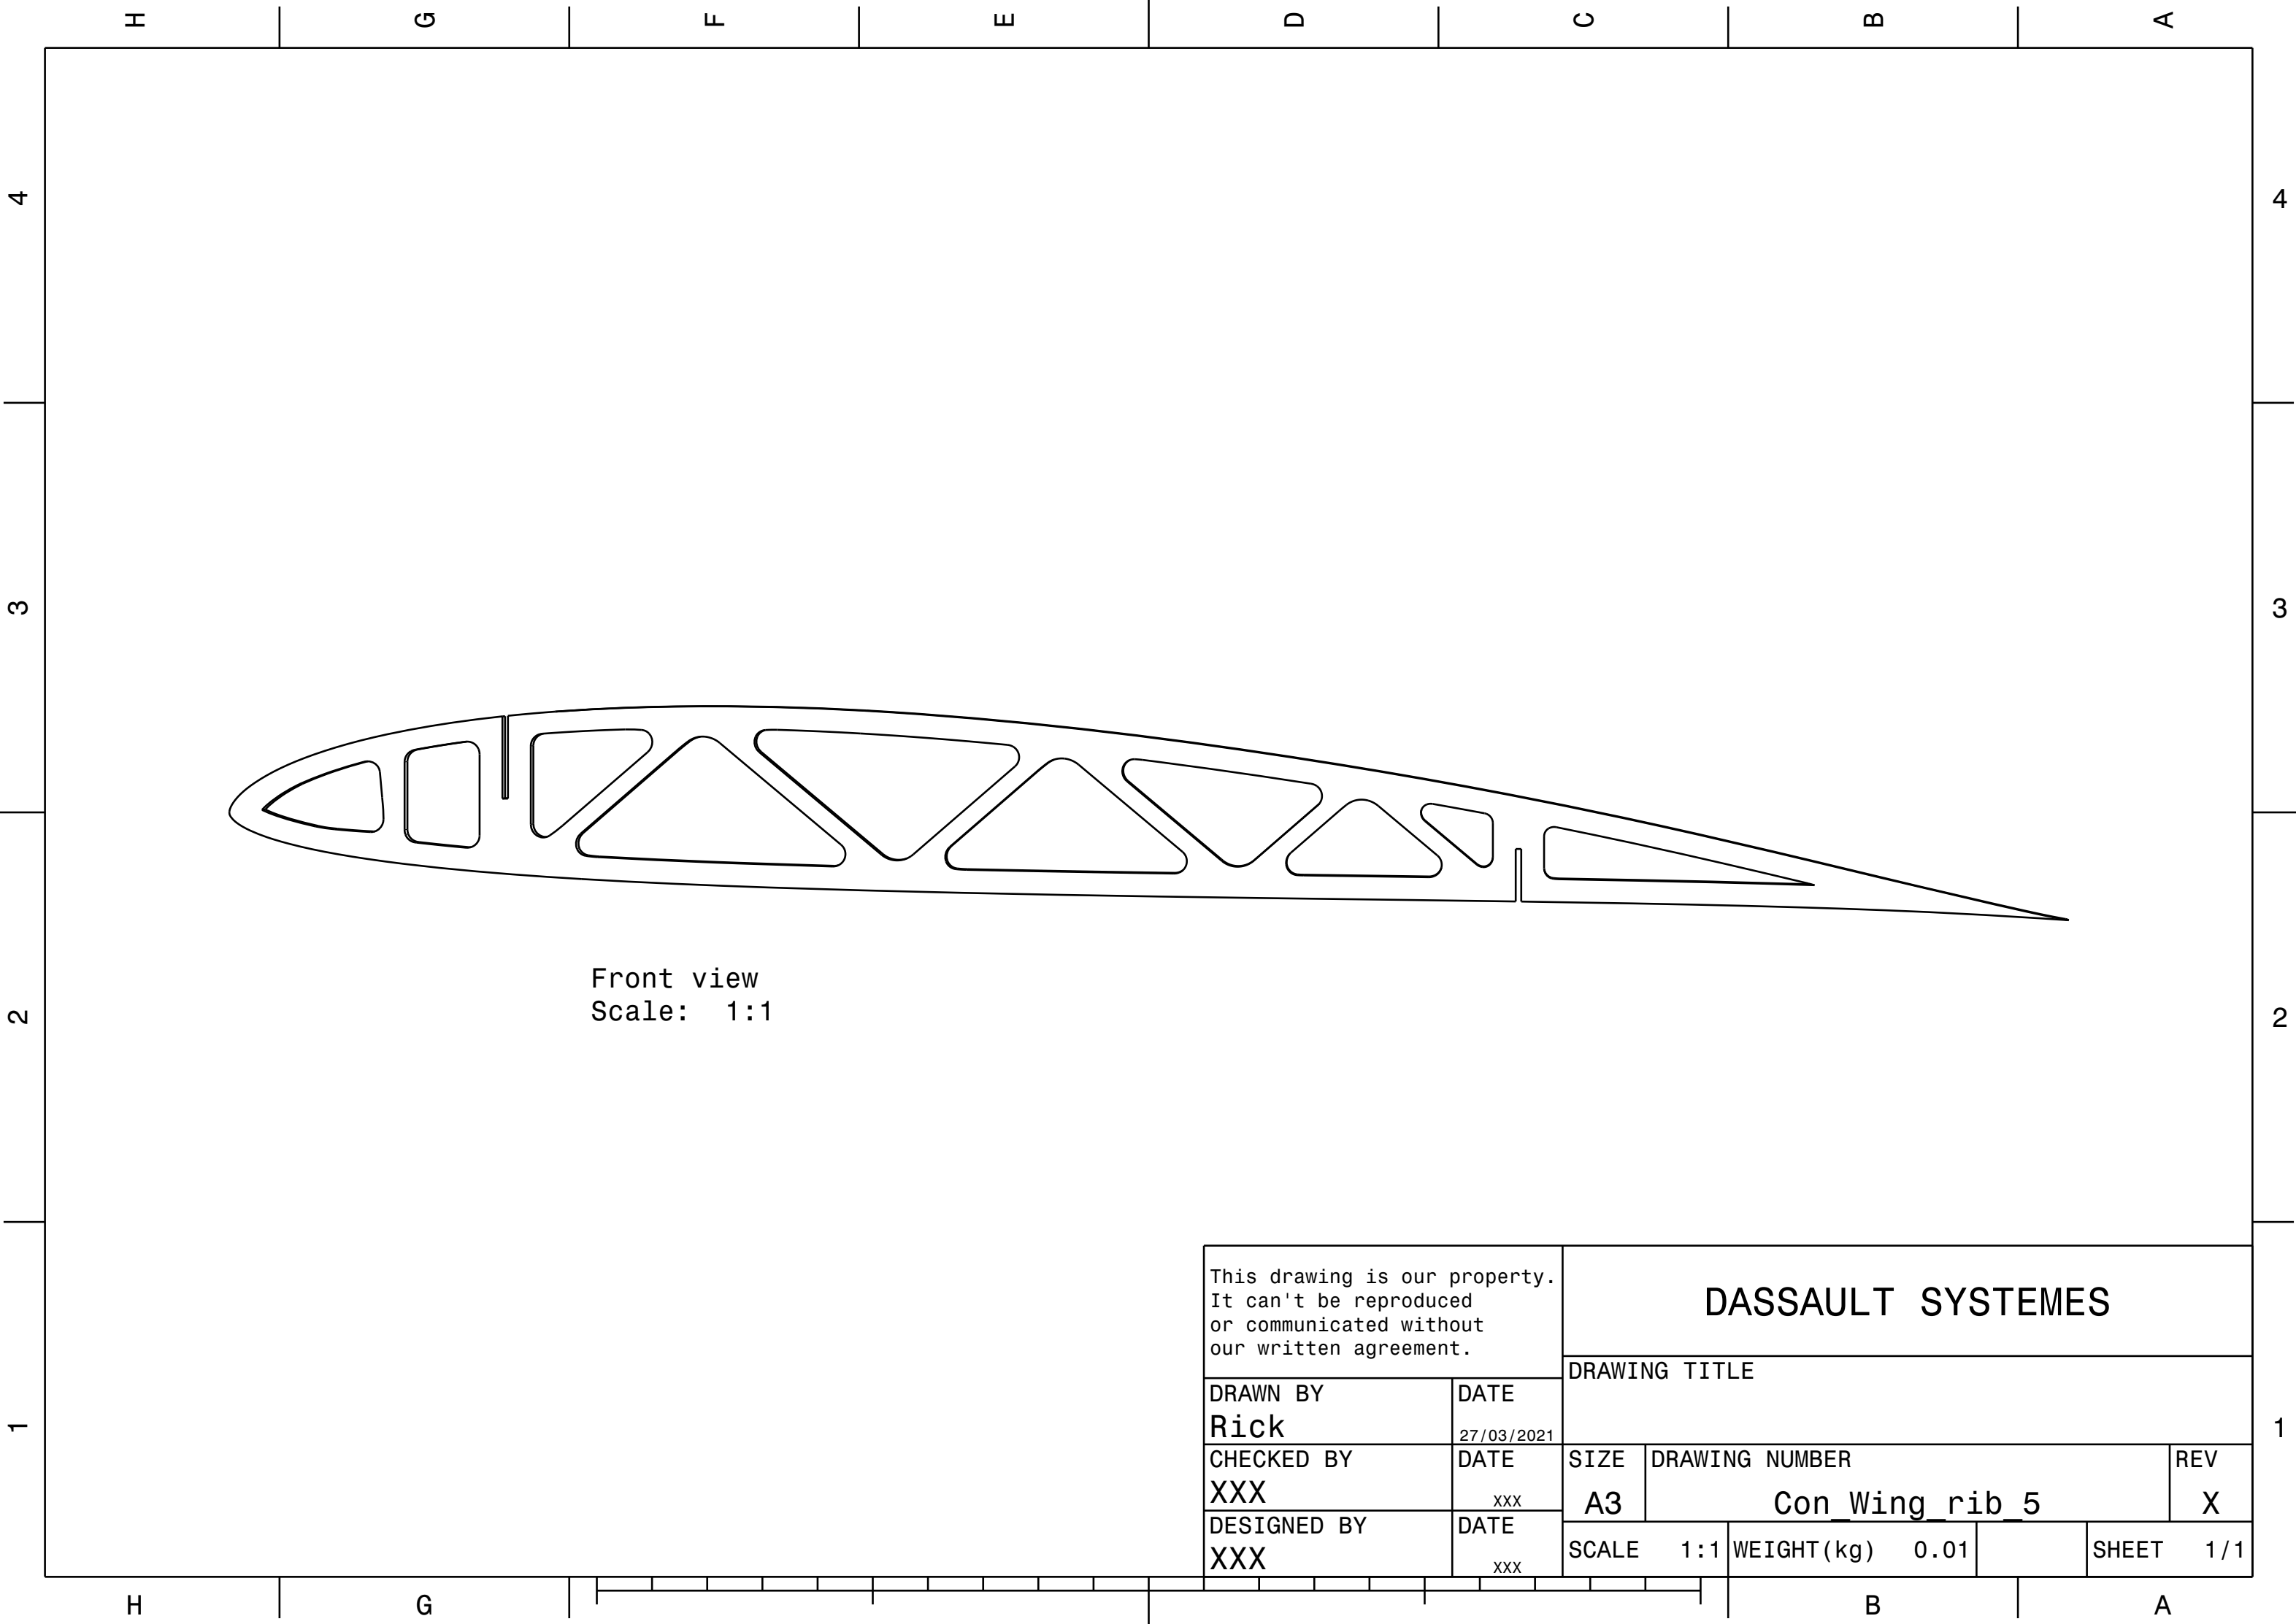 H G F E D C B A
4 4
3 3
Front view
Scale: 1:1
2 2
This drawing is our property.
It can't be reproduced
or communicated without
our written agreement.
DASSAULT SYSTEMES
DRAWING TITLE
DRAWN BY DATE
Rick 27/03/2021
1 1
CHECKED BY DATE SIZE DRAWING NUMBER REV
XXX XXX A3 Con_Wing_rib_5 X
DESIGNED BY DATE
XXX XXX
SCALE 1:1 WEIGHT(kg) 0.01 SHEET 1/1
H G B A